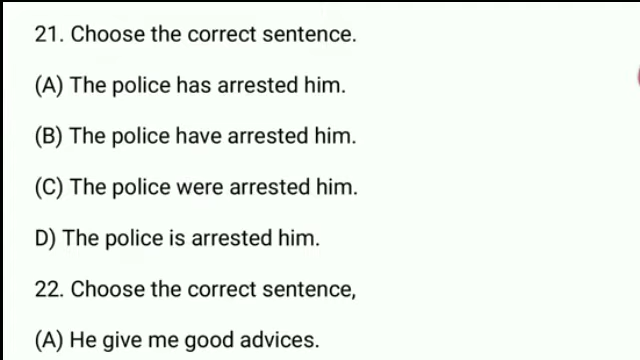 21. Choose the correct sentence.
(A) The police has arrested him.
(B) The police have arrested him.
(C) The police were arrested him.
D) The police is arrested him.
22. Choose the correct sentence,
(A) He give me good advices.